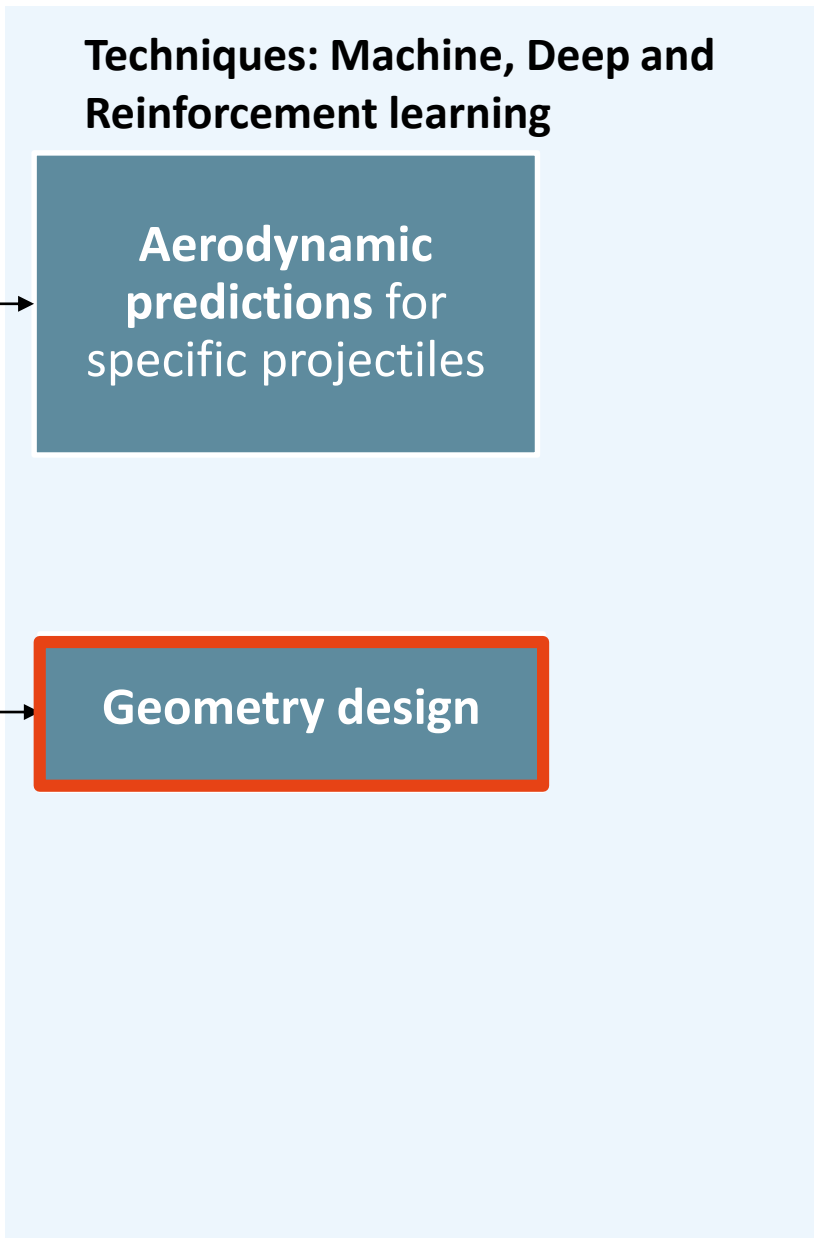 Techniques: Machine, Deep and
Reinforcement learning
Aerodynamic
predictions for
specific projectiles
Geometry design